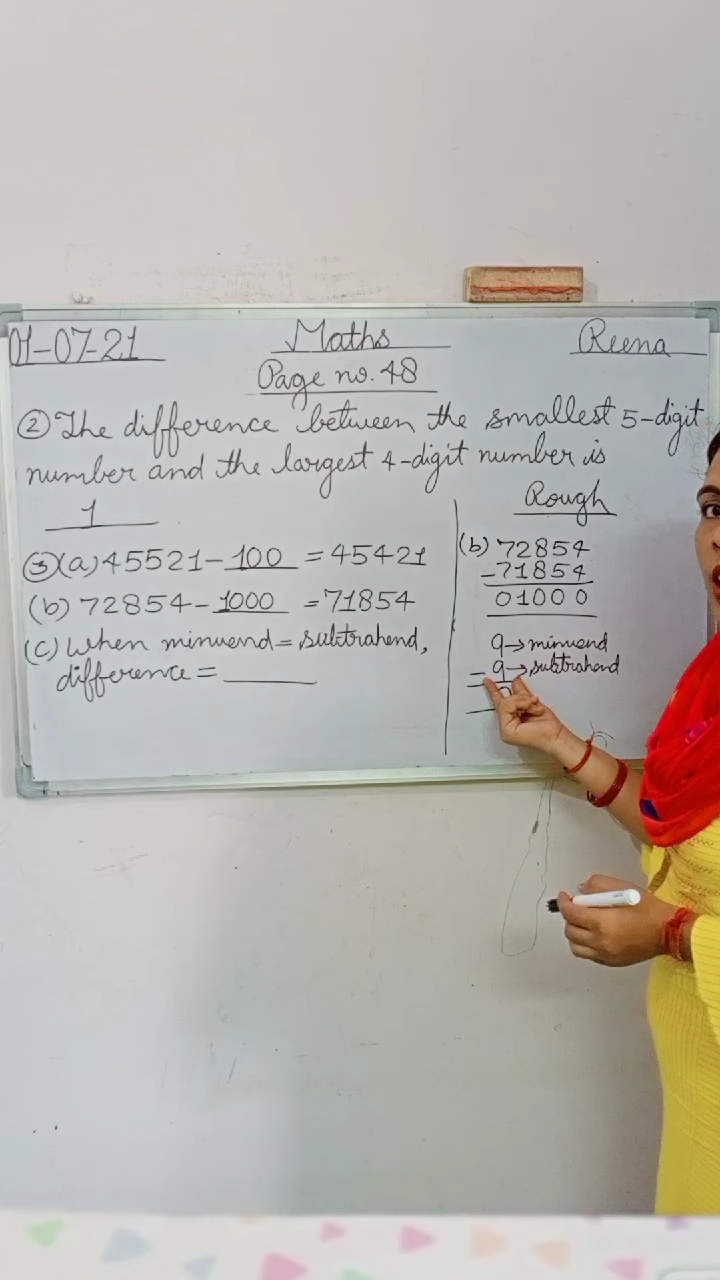 01-07-21
Maths
Reena
Page no. 48
② The difference between the smallest 5-digit
number and the largest 4-digit number is
1
③(a) 45521 - 100 = 45421
(b) 72854 - 1000 = 71854
(c) When minuend = subtrahend,
difference = ______
Rough
(b) 72854
- 71854
01000
9 → minuend
- 9 → subtrahend